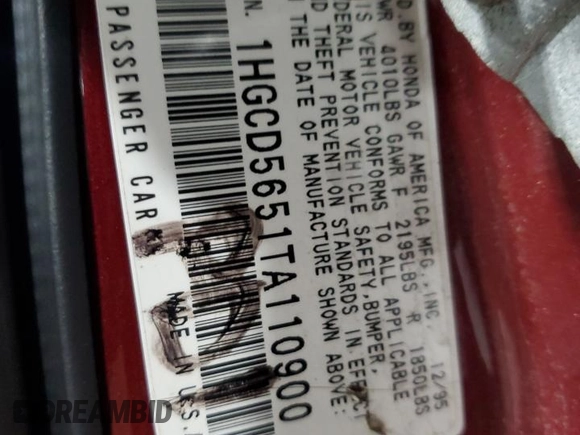 D.BY HONDA OF AMERICA MFG.,INC. 12/95
4010LBS GAWR F 2195LBS R 1850LBS
IS VEHICLE CONFORMS TO ALL APPLICABLE
DERAL MOTOR VEHICLE SAFETY,BUMPER,
D THEFT PREVENTION STANDARDS IN EFFECT
THE DATE OF MANUFACTURE SHOWN ABOVE:
N. 1HGCD5651TA110900
PASSENGER CAR MADE IN U.S.
DREAMBID